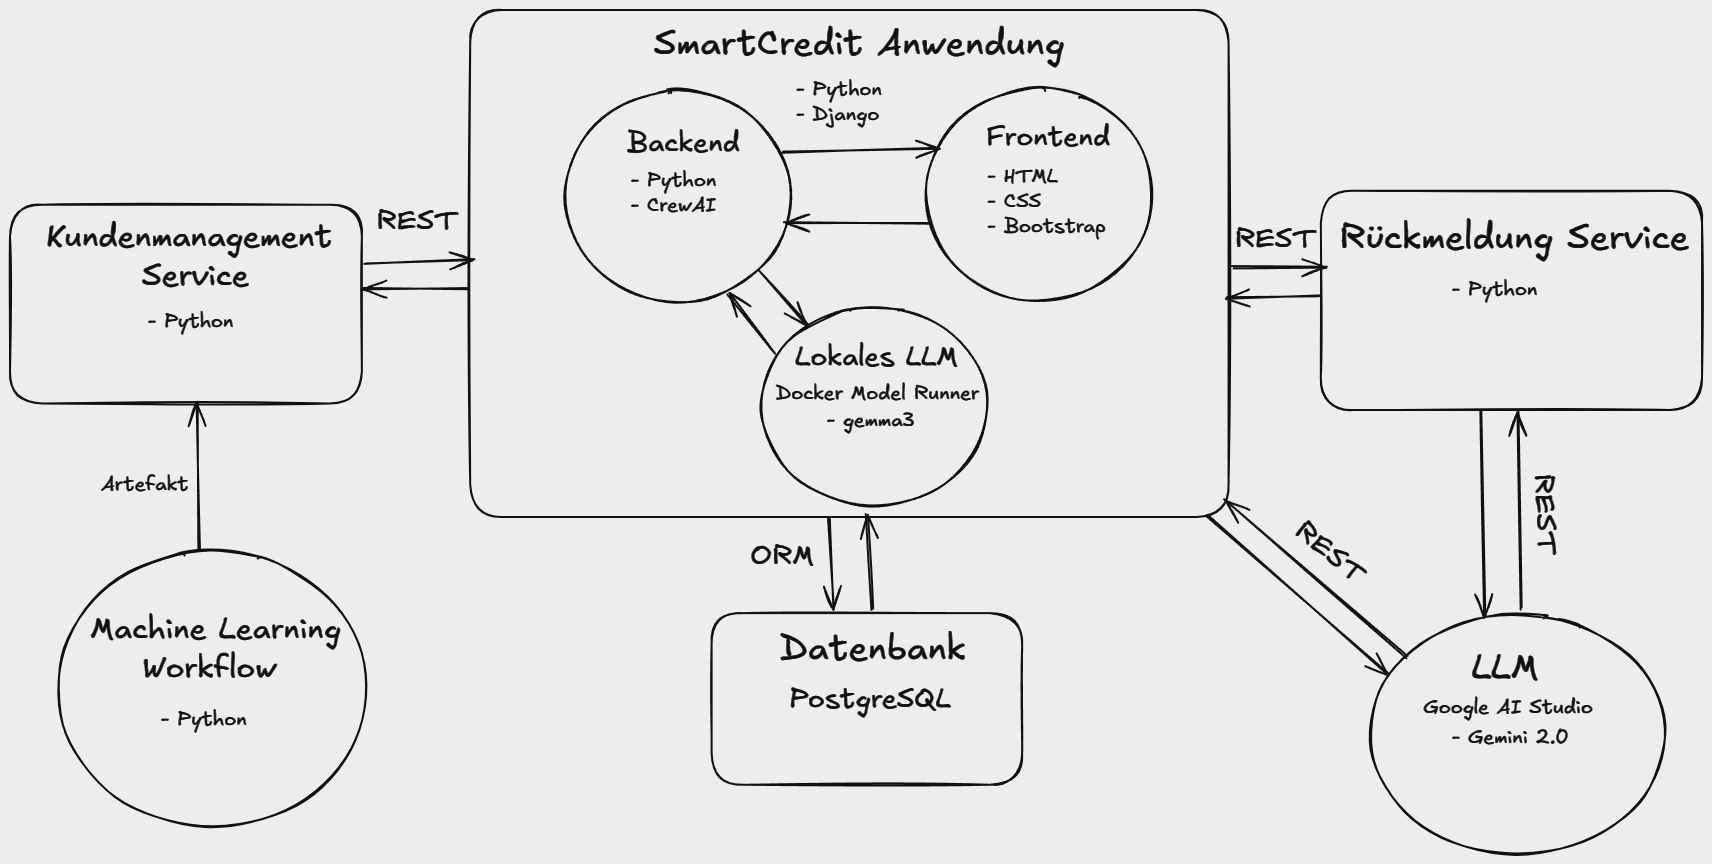 SmartCredit Anwendung
- Python
- Django
Backend
- Python
- CrewAI
Frontend
- HTML
- CSS
- Bootstrap
Lokales LLM
Docker Model Runner
- gemma3
Kundenmanagement
Service
- Python
REST
REST
Rückmeldung Service
- Python
Artefakt
Machine Learning
Workflow
- Python
ORM
Datenbank
PostgreSQL
REST
REST
LLM
Google AI Studio
- Gemini 2.0